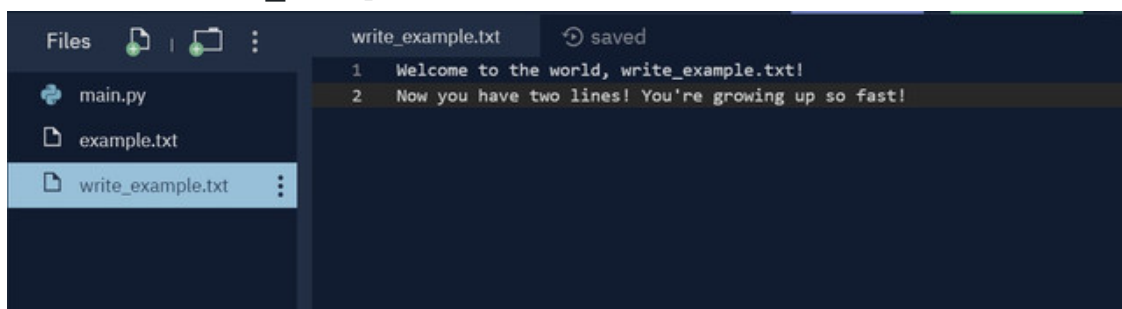 Files
write_example.txt saved
main.py
example.txt
write_example.txt
1 Welcome to the world, write_example.txt!
2 Now you have two lines! You're growing up so fast!